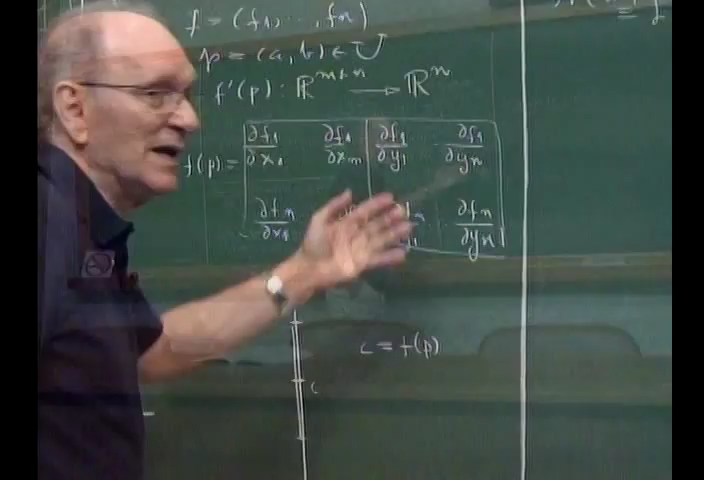 f = (f₁, . . . , fₙ)
p = (a, b) ∈ U
f'(p) : ℝᵐ⁺ⁿ ⟶ ℝⁿ
f(p) = ∂f₁/∂x₁ ∂f₁/∂xₘ ∂f₁/∂y₁ ∂f₁/∂yₙ
∂fₙ/∂x₁ ∂fₙ/∂yₙ
c = f(p)
c